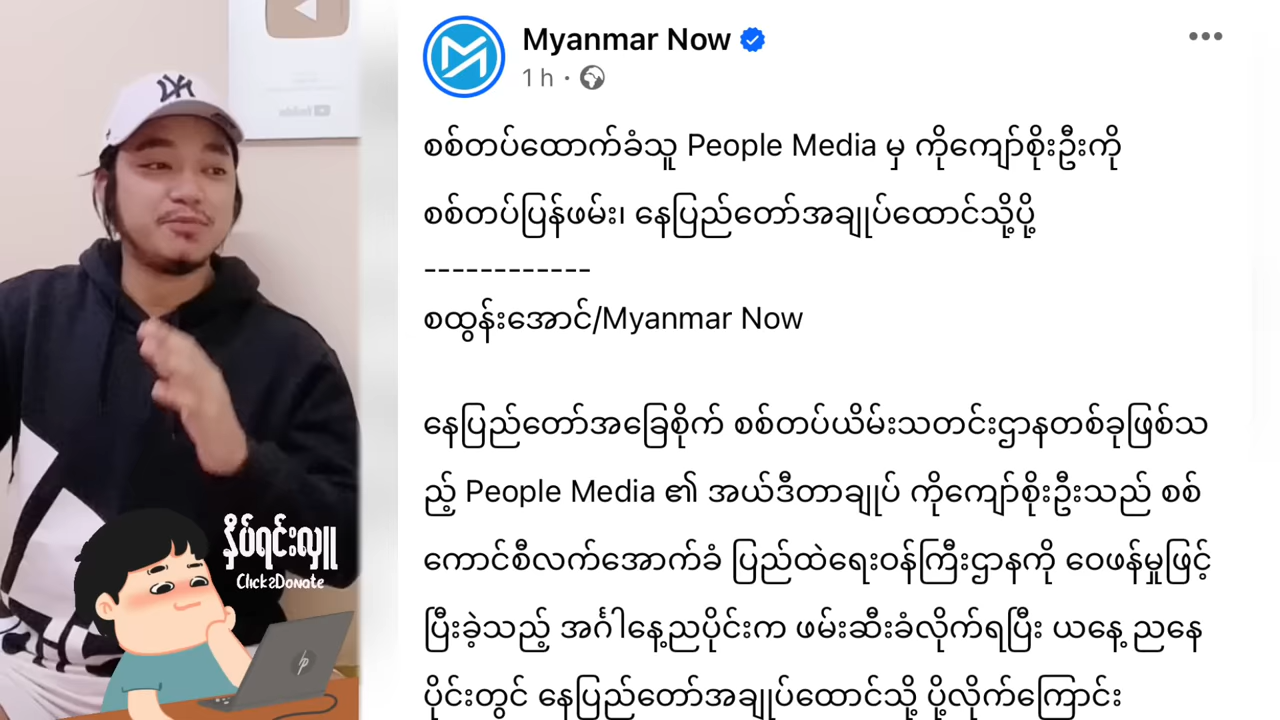 Myanmar Now
1 h ·
စစ်တပ်ထောက်ခံသူ People Media မှ ကိုကျော်စိုးဦးကို
စစ်တပ်ပြန်ဖမ်း၊ နေပြည်တော်အချုပ်ထောင်သို့ပို့
------------
စထွန်းအောင်/Myanmar Now
နေပြည်တော်အခြေစိုက် စစ်တပ်ယိမ်းသတင်းဌာနတစ်ခုဖြစ်သ
ည့် People Media ၏ အယ်ဒီတာချုပ် ကိုကျော်စိုးဦးသည် စစ်
ကောင်စီလက်အောက်ခံ ပြည်ထဲရေးဝန်ကြီးဌာနကို ဝေဖန်မှုဖြင့်
ပြီးခဲ့သည့် အင်္ဂါနေ့ညပိုင်းက ဖမ်းဆီးခံလိုက်ရပြီး ယနေ့ ညနေ
ပိုင်းတွင် နေပြည်တော်အချုပ်ထောင်သို့ ပို့လိုက်ကြောင်း
နှိပ်ရင်းလှူ
Click2Donate
hp